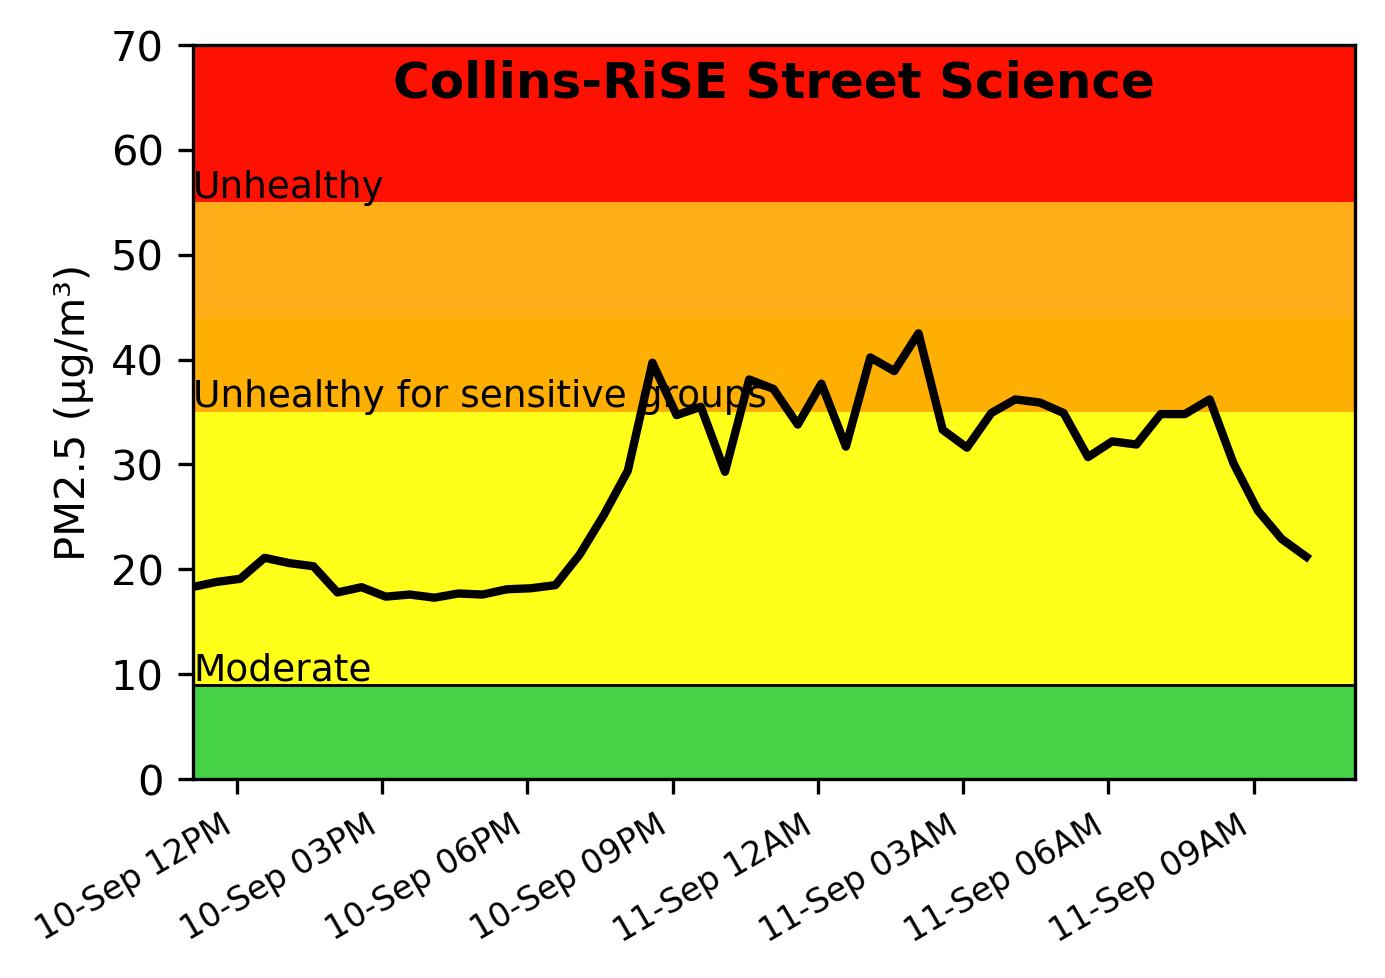 Collins-RiSE Street Science
70
60
Unhealthy
50
40
Unhealthy for sensitive groups
30
20
Moderate
10
0
PM2.5 (µg/m³)
10-Sep 12PM
10-Sep 03PM
10-Sep 06PM
10-Sep 09PM
11-Sep 12AM
11-Sep 03AM
11-Sep 06AM
11-Sep 09AM